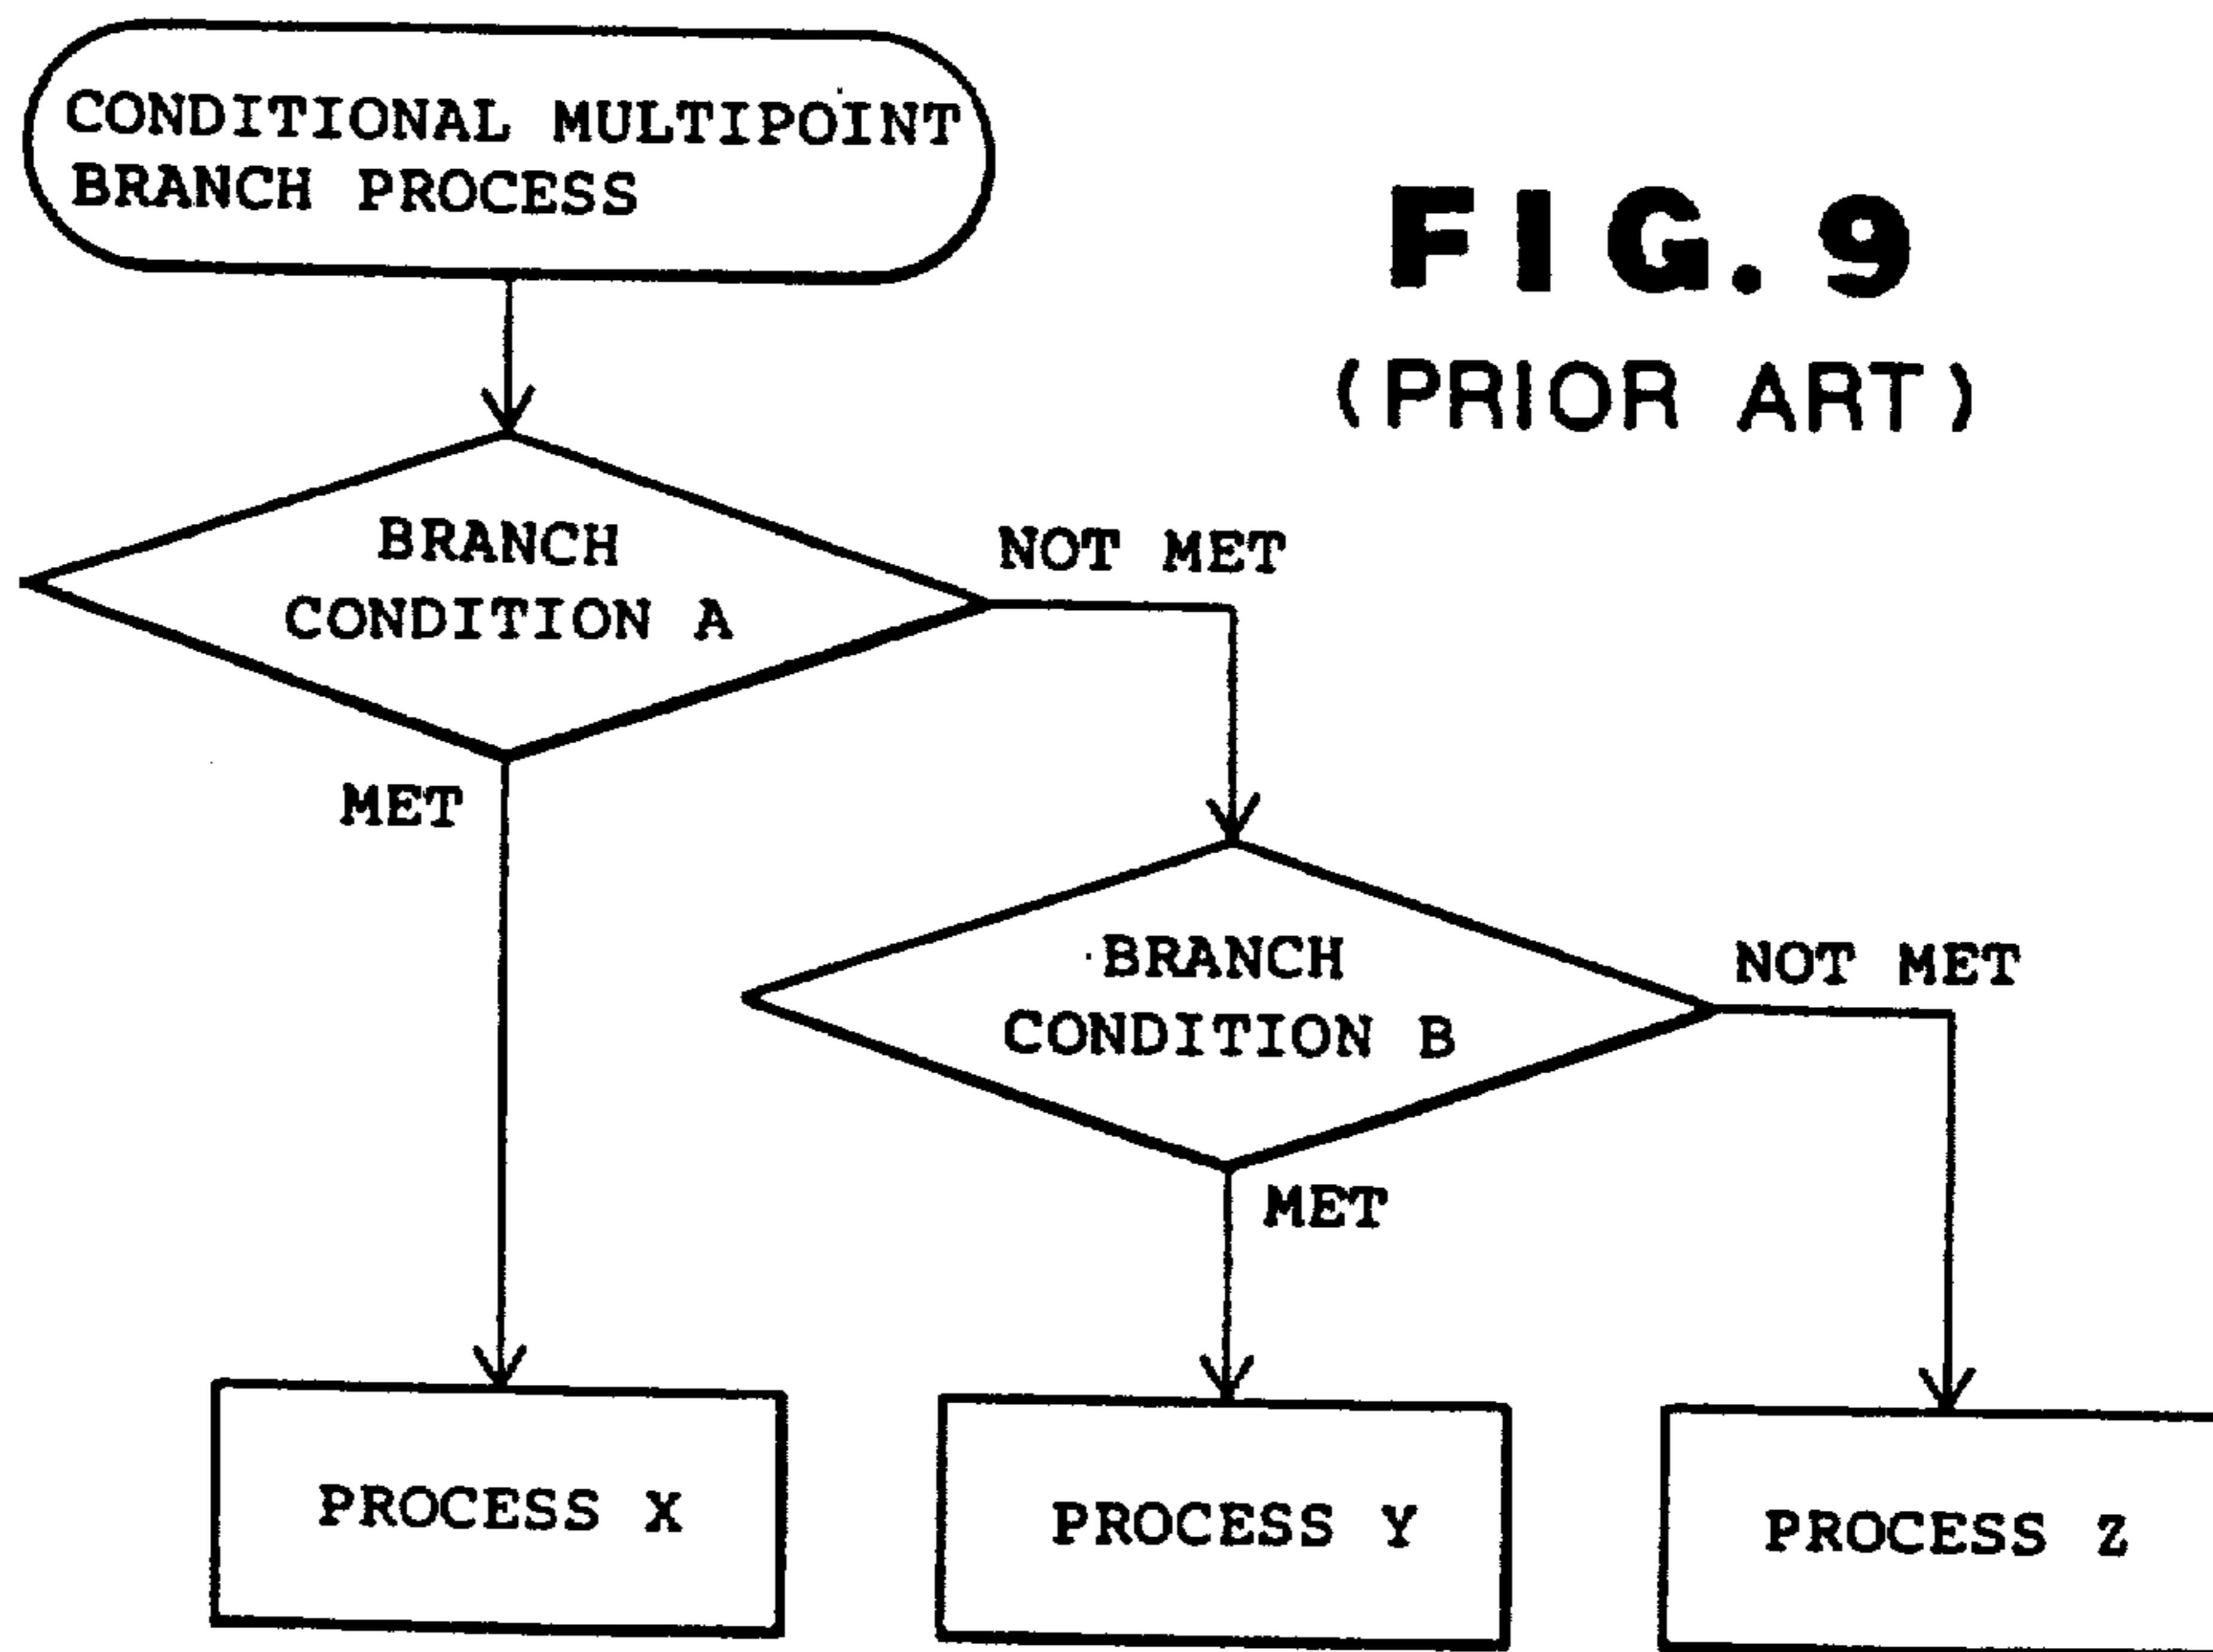 CONDITIONAL MULTIPOINT
BRANCH PROCESS
FIG. 9
(PRIOR ART)
BRANCH
CONDITION A
NOT MET
MET
BRANCH
CONDITION B
NOT MET
MET
PROCESS X
PROCESS Y
PROCESS Z